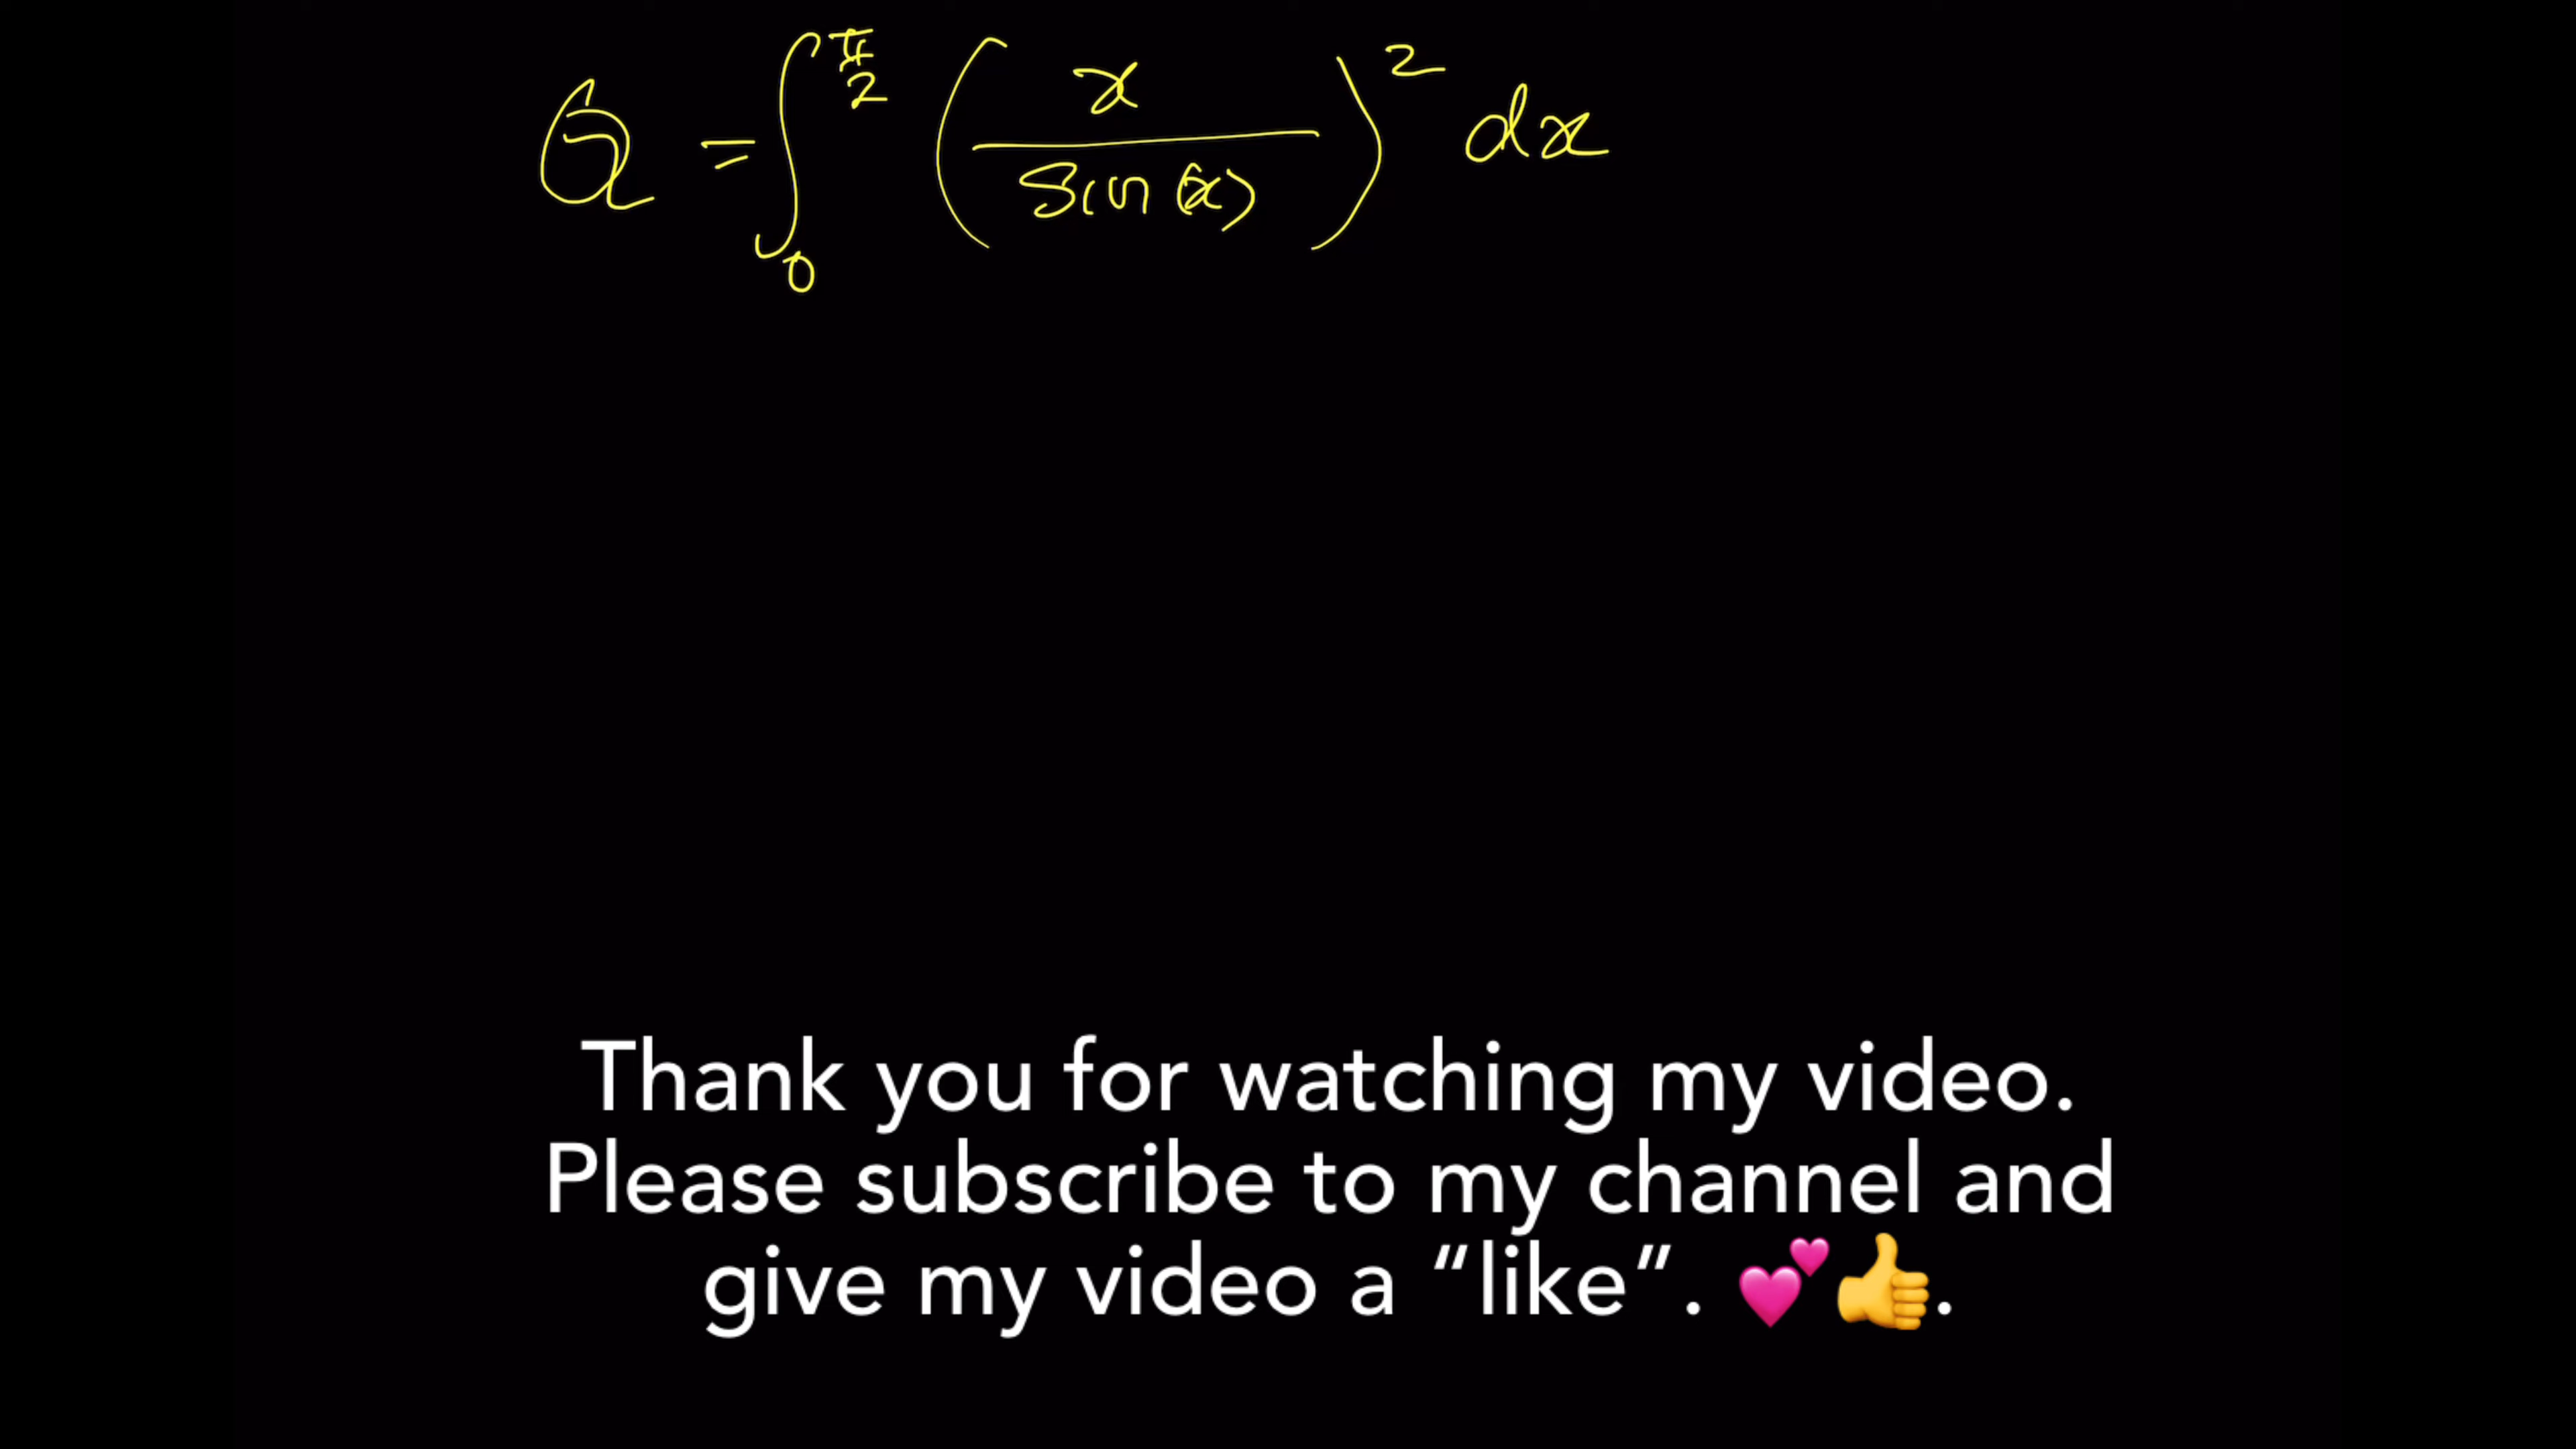 Q = ∫₀^(π/2) (x / sin(x))² dx
Thank you for watching my video.
Please subscribe to my channel and
give my video a “like”. 💕👍.